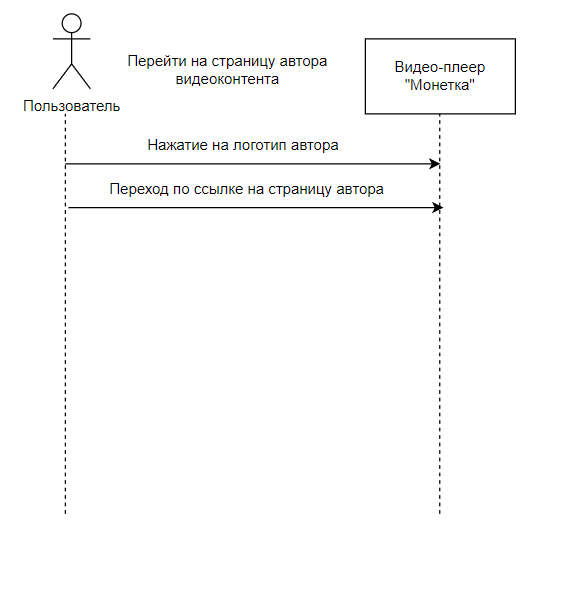 Перейти на страницу автора
видеоконтента
Видео-плеер
"Монетка"
Пользователь
Нажатие на логотип автора
Переход по ссылке на страницу автора